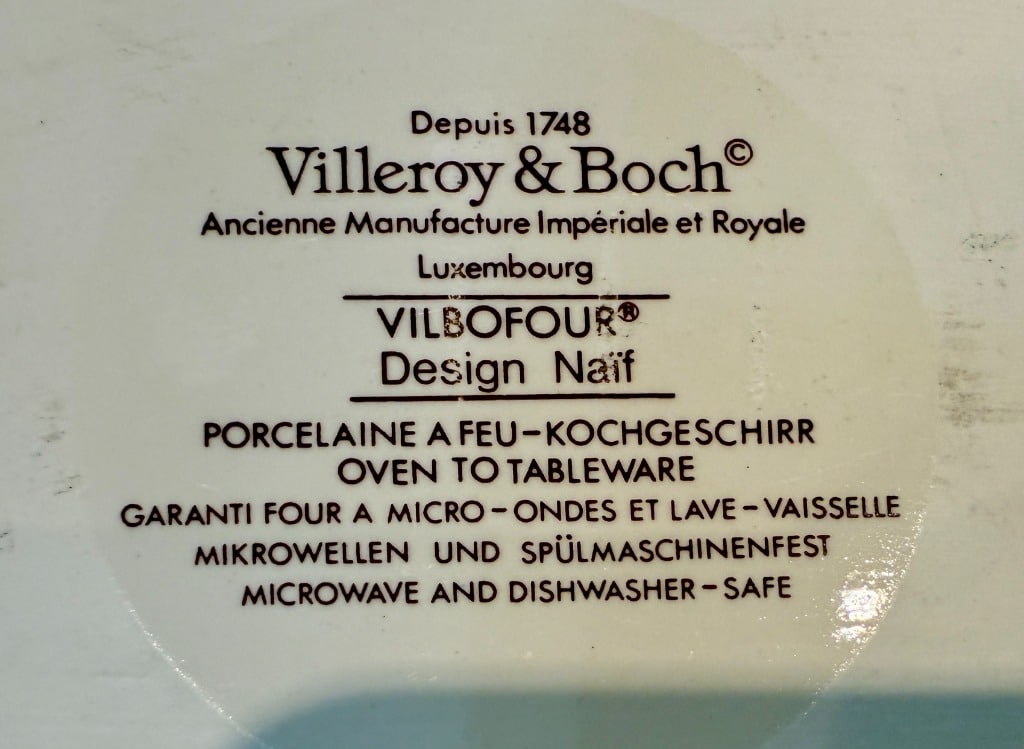 Depuis 1748
Villeroy & Boch©
Ancienne Manufacture Impériale et Royale
Luxembourg
VILBOFOUR®
Design Naïf
PORCELAINE A FEU-KOCHGESCHIRR
OVEN TO TABLEWARE
GARANTI FOUR A MICRO-ONDES ET LAVE-VAISSELLE
MIKROWELLEN UND SPÜLMASCHINENFEST
MICROWAVE AND DISHWASHER-SAFE